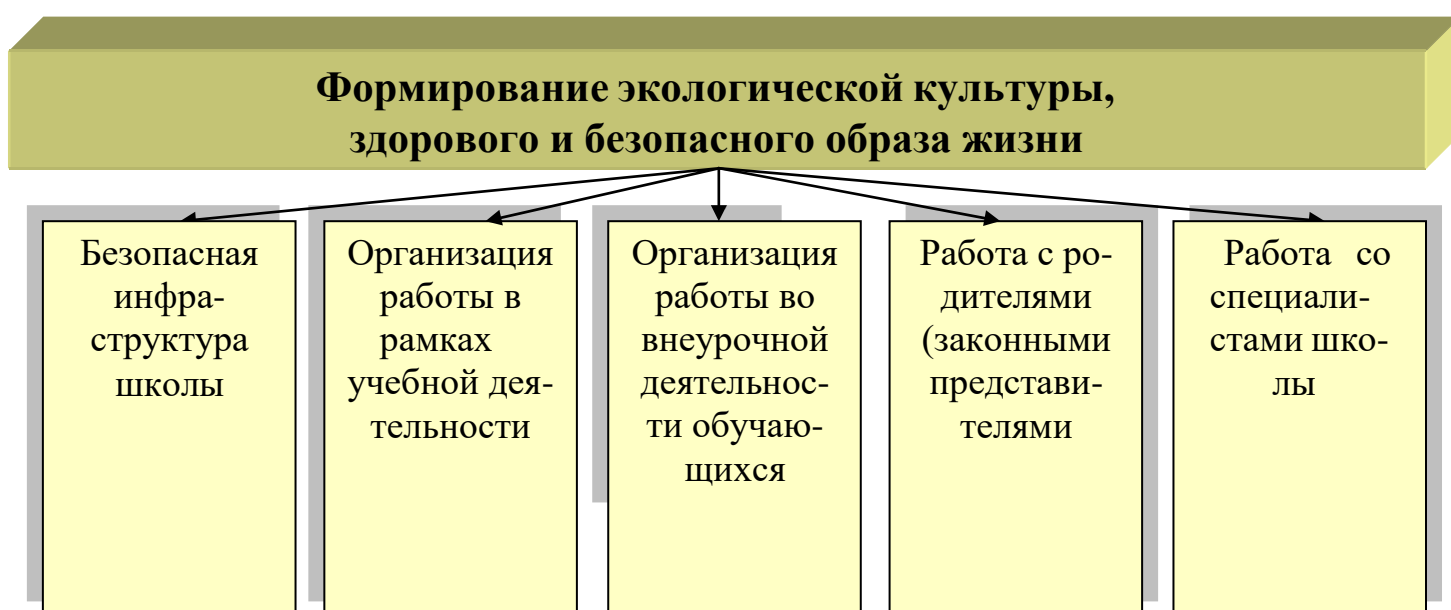 Формирование экологической культуры,
здорового и безопасного образа жизни
Безопасная
инфра-
структура
школы
Организация
работы в
рамках
учебной дея-
тельности
Организация
работы во
внеурочной
деятельнос-
ти обучаю-
щихся
Работа с ро-
дителями
(законными
представи-
телями
Работа со
специали-
стами шко-
лы